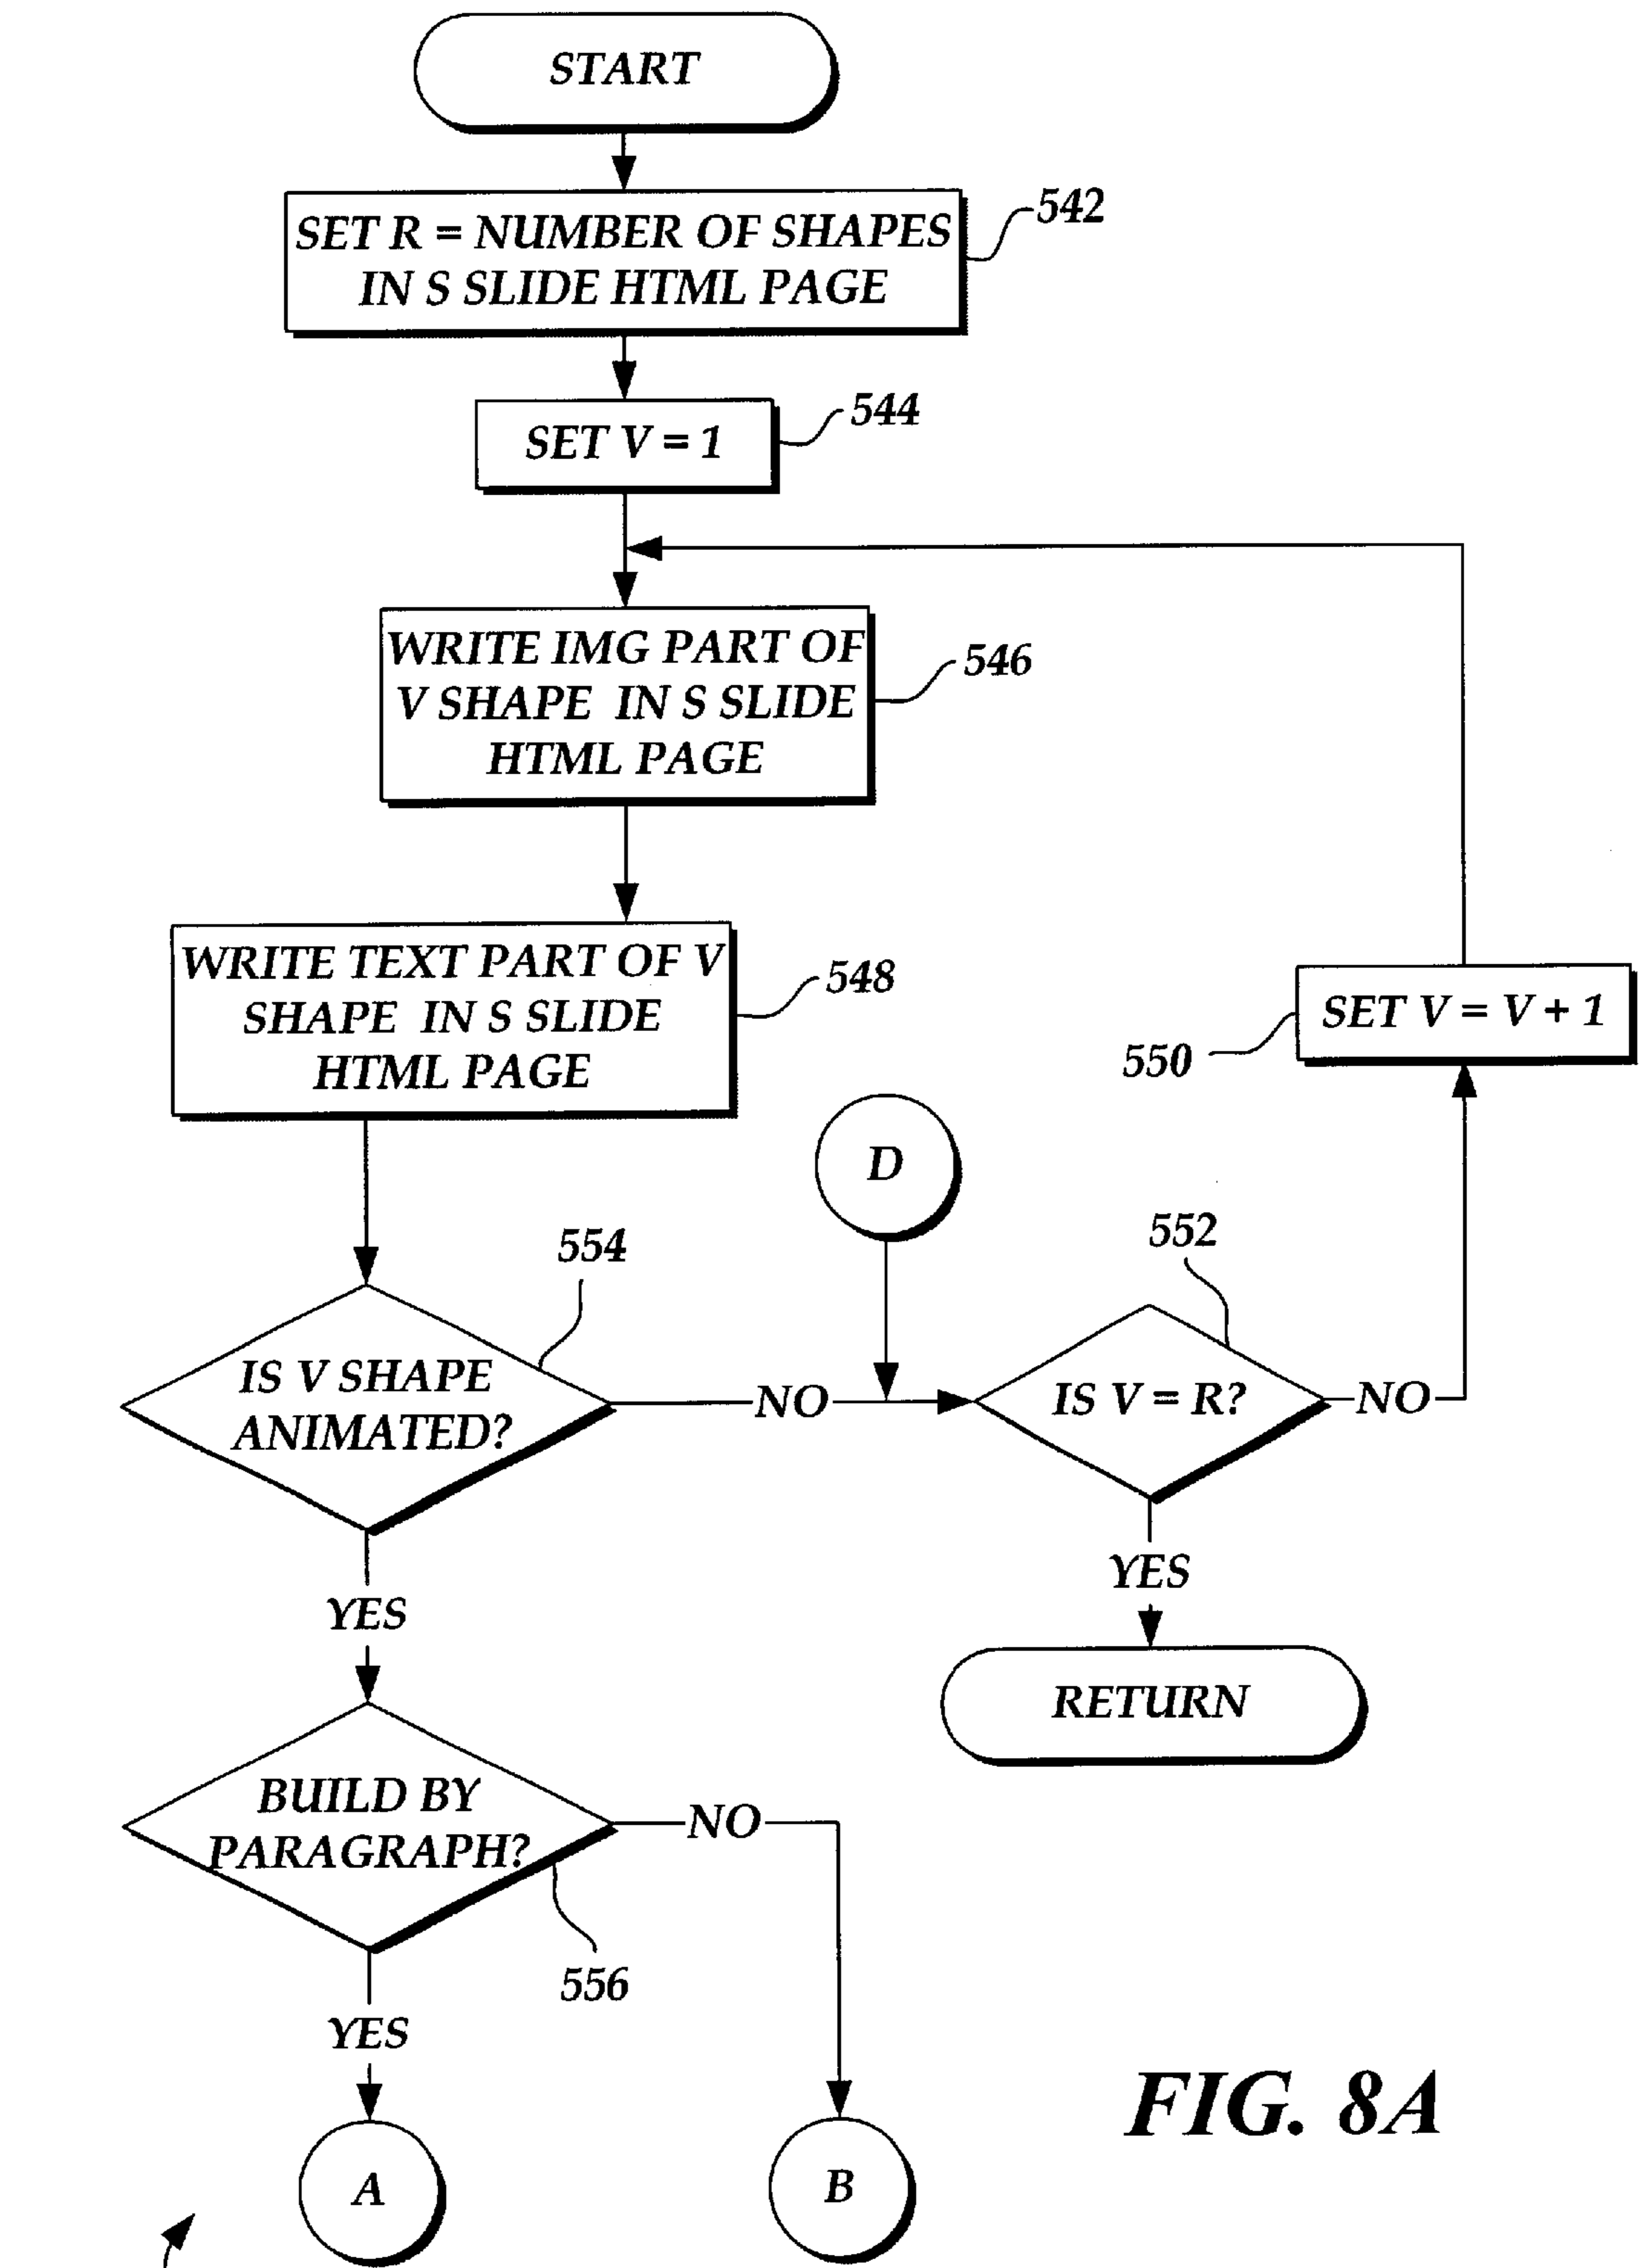 START
SET R = NUMBER OF SHAPES
IN S SLIDE HTML PAGE
542
SET V = 1
544
WRITE IMG PART OF
V SHAPE IN S SLIDE
HTML PAGE
546
WRITE TEXT PART OF V
SHAPE IN S SLIDE
HTML PAGE
548
SET V = V + 1
550
D
554
552
IS V SHAPE
ANIMATED?
NO
IS V = R?
NO
YES
YES
RETURN
BUILD BY
PARAGRAPH?
NO
556
YES
A
B
FIG. 8A